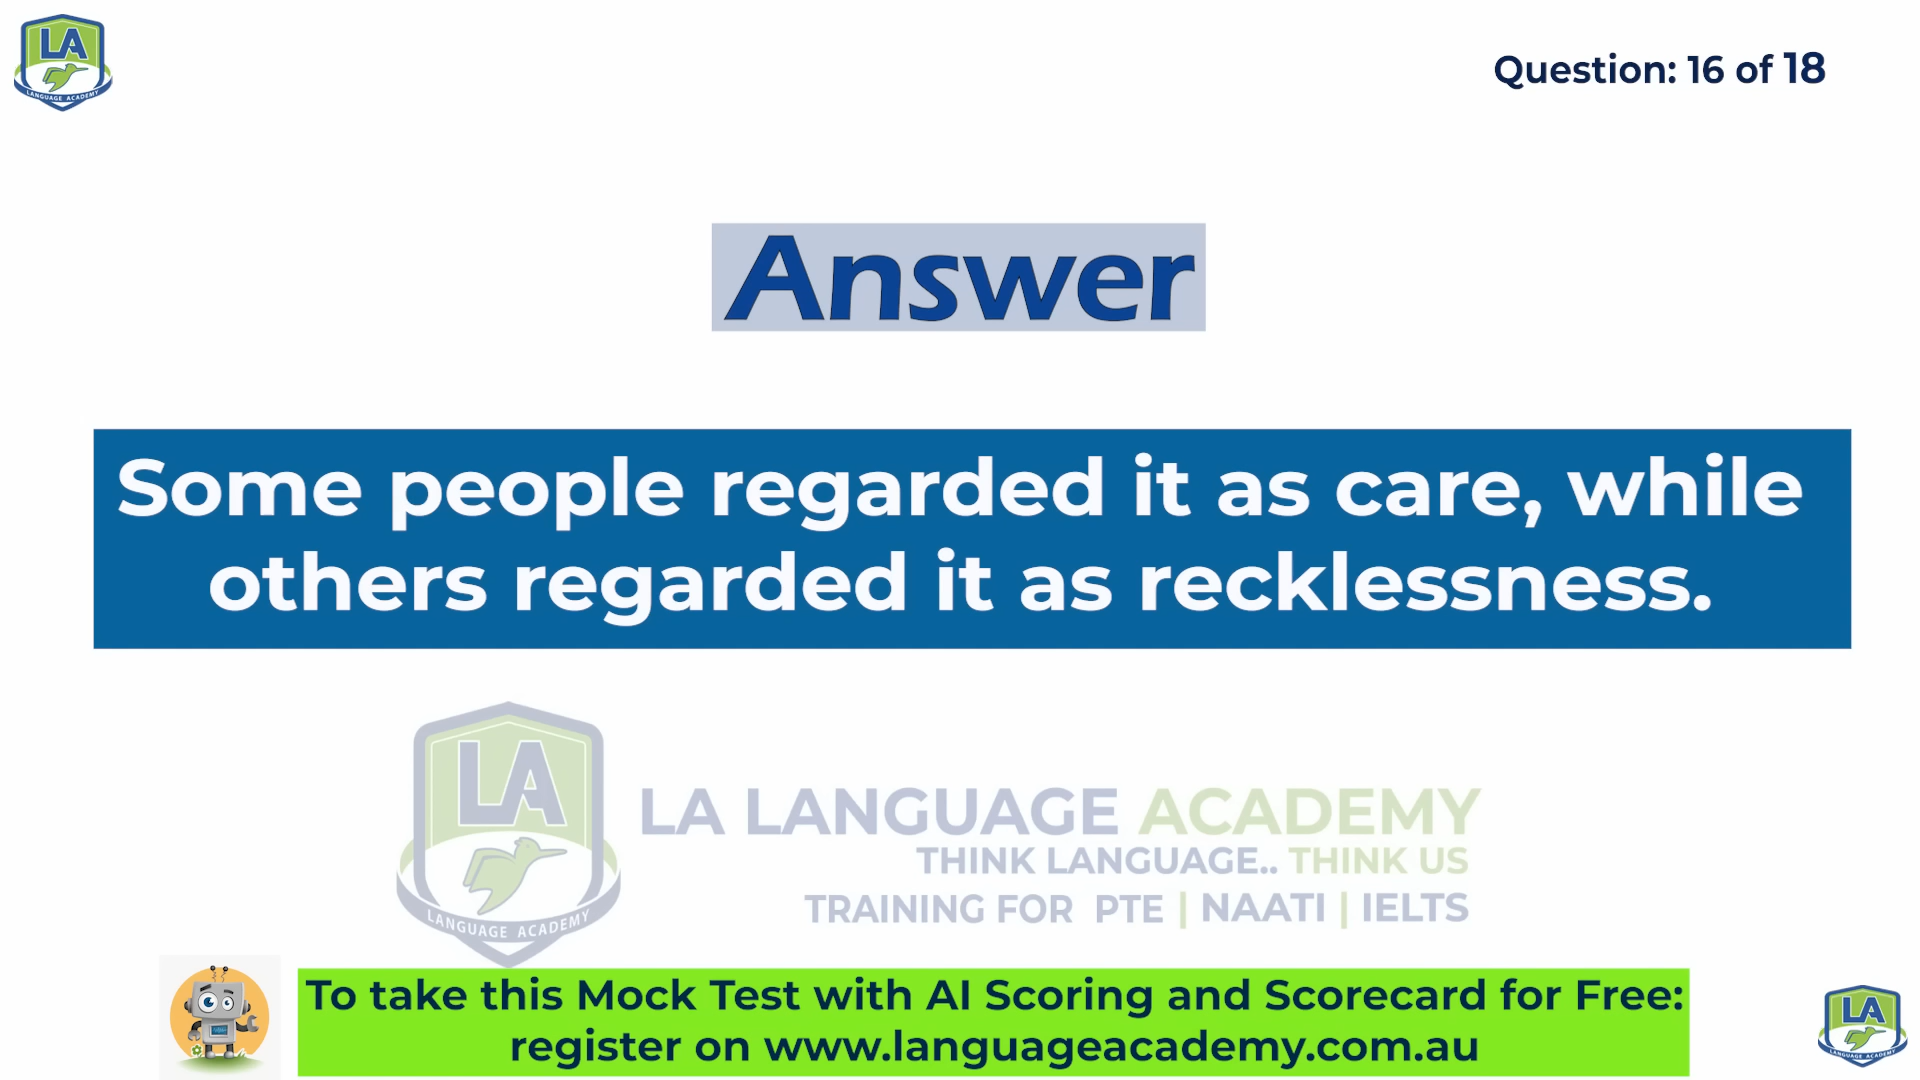 LA
LANGUAGE ACADEMY
Question: 16 of 18
Answer
Some people regarded it as care, while
others regarded it as recklessness.
LA
LANGUAGE ACADEMY
LA LANGUAGE ACADEMY
THINK LANGUAGE.. THINK US
TRAINING FOR PTE | NAATI | IELTS
To take this Mock Test with AI Scoring and Scorecard for Free:
register on www.languageacademy.com.au
LA
LANGUAGE ACADEMY